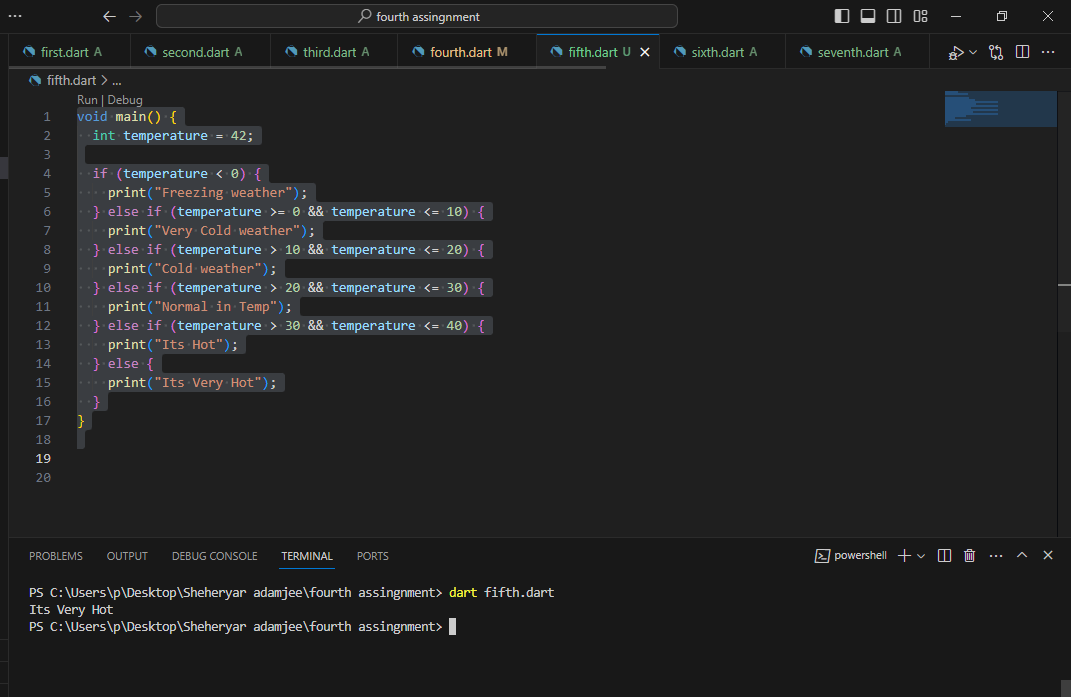 fourth assingnment
first.dart A
second.dart A
third.dart A
fourth.dart M
fifth.dart U
sixth.dart A
seventh.dart A
fifth.dart > ...
Run | Debug
1 void main() {
2 int temperature = 42;
3
4 if (temperature < 0) {
5 print("Freezing weather");
6 } else if (temperature >= 0 && temperature <= 10) {
7 print("Very Cold weather");
8 } else if (temperature > 10 && temperature <= 20) {
9 print("Cold weather");
10 } else if (temperature > 20 && temperature <= 30) {
11 print("Normal in Temp");
12 } else if (temperature > 30 && temperature <= 40) {
13 print("Its Hot");
14 } else {
15 print("Its Very Hot");
16 }
17 }
18
19
20
PROBLEMS OUTPUT DEBUG CONSOLE TERMINAL PORTS
powershell
PS C:\Users\p\Desktop\Sheheryar adamjee\fourth assingnment> dart fifth.dart
Its Very Hot
PS C:\Users\p\Desktop\Sheheryar adamjee\fourth assingnment>